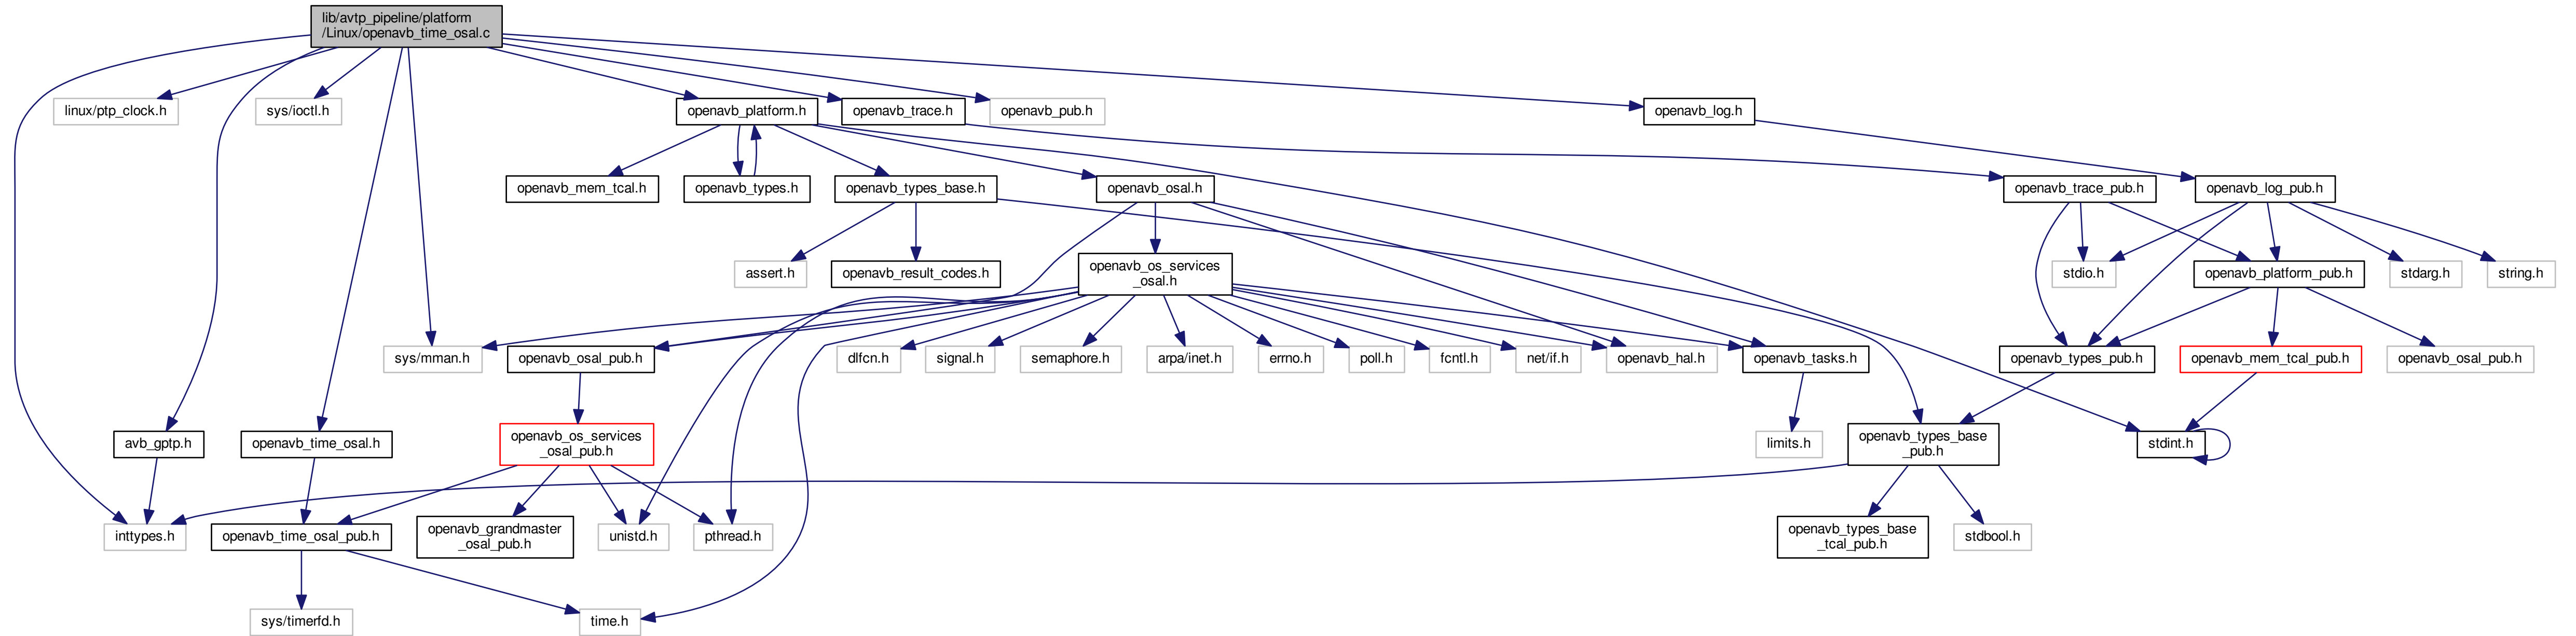 lib/avtp_pipeline/platform
/Linux/openavb_time_osal.c
linux/ptp_clock.h
sys/ioctl.h
openavb_platform.h
openavb_trace.h
openavb_pub.h
openavb_log.h
openavb_mem_tcal.h
openavb_types.h
openavb_types_base.h
openavb_osal.h
openavb_trace_pub.h
openavb_log_pub.h
assert.h
openavb_result_codes.h
openavb_os_services
_osal.h
stdio.h
openavb_platform_pub.h
stdarg.h
string.h
sys/mman.h
openavb_osal_pub.h
dlfcn.h
signal.h
semaphore.h
arpa/inet.h
errno.h
poll.h
fcntl.h
net/if.h
openavb_hal.h
openavb_tasks.h
openavb_types_pub.h
openavb_mem_tcal_pub.h
openavb_osal_pub.h
avb_gptp.h
openavb_time_osal.h
openavb_os_services
_osal_pub.h
limits.h
openavb_types_base
_pub.h
stdint.h
inttypes.h
openavb_time_osal_pub.h
openavb_grandmaster
_osal_pub.h
unistd.h
pthread.h
openavb_types_base
_tcal_pub.h
stdbool.h
sys/timerfd.h
time.h